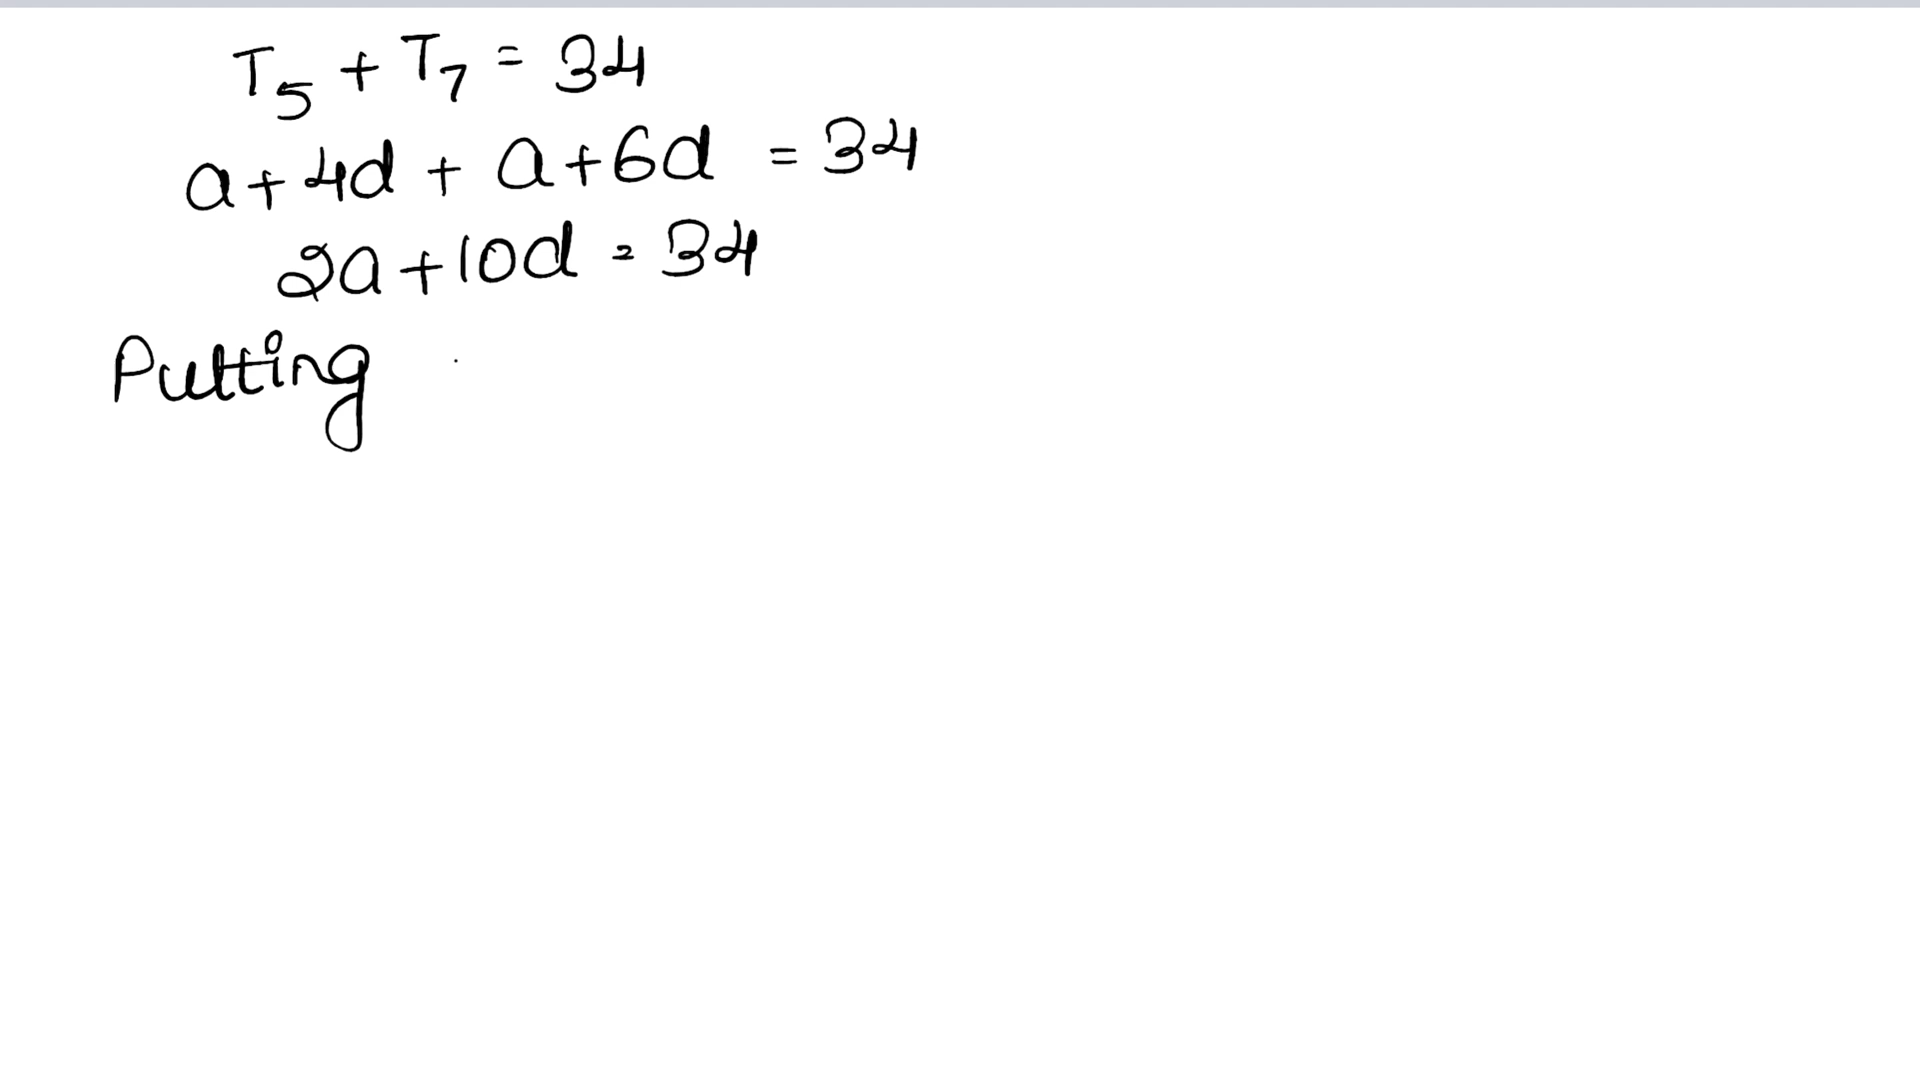 T₅ + T₇ = 34
a + 4d + a + 6d = 34
2a + 10d = 34
Putting